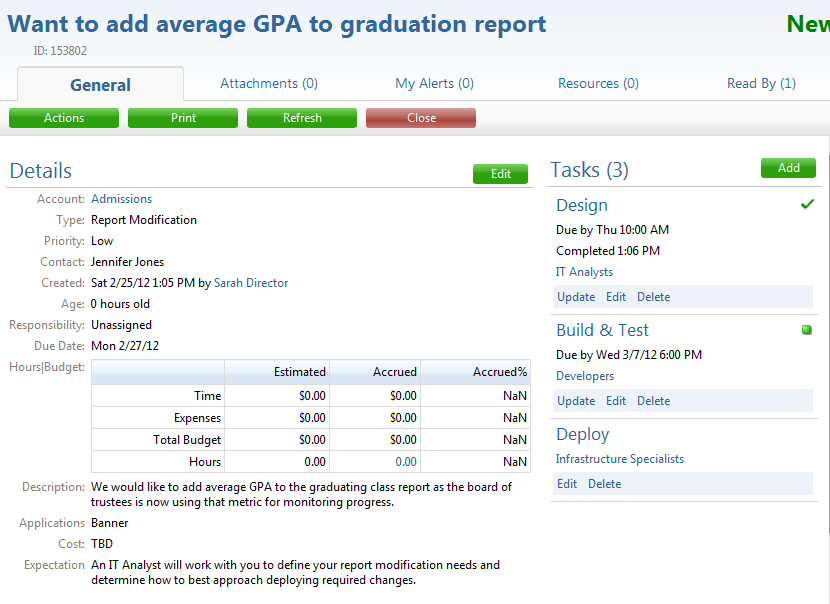 Want to add average GPA to graduation report
New
ID: 153802
General
Attachments (0)
My Alerts (0)
Resources (0)
Read By (1)
Actions
Print
Refresh
Close
Details
Edit
Account: Admissions
Type: Report Modification
Priority: Low
Contact: Jennifer Jones
Created: Sat 2/25/12 1:05 PM by Sarah Director
Age: 0 hours old
Responsibility: Unassigned
Due Date: Mon 2/27/12
Hours|Budget:
Estimated Accrued Accrued%
Time $0.00 $0.00 NaN
Expenses $0.00 $0.00 NaN
Total Budget $0.00 $0.00 NaN
Hours 0.00 0.00 NaN
Description: We would like to add average GPA to the graduating class report as the board of
trustees is now using that metric for monitoring progress.
Applications Banner
Cost: TBD
Expectation An IT Analyst will work with you to define your report modification needs and
determine how to best approach deploying required changes.
Tasks (3)
Add
Design
Due by Thu 10:00 AM
Completed 1:06 PM
IT Analysts
Update Edit Delete
Build & Test
Due by Wed 3/7/12 6:00 PM
Developers
Update Edit Delete
Deploy
Infrastructure Specialists
Edit Delete